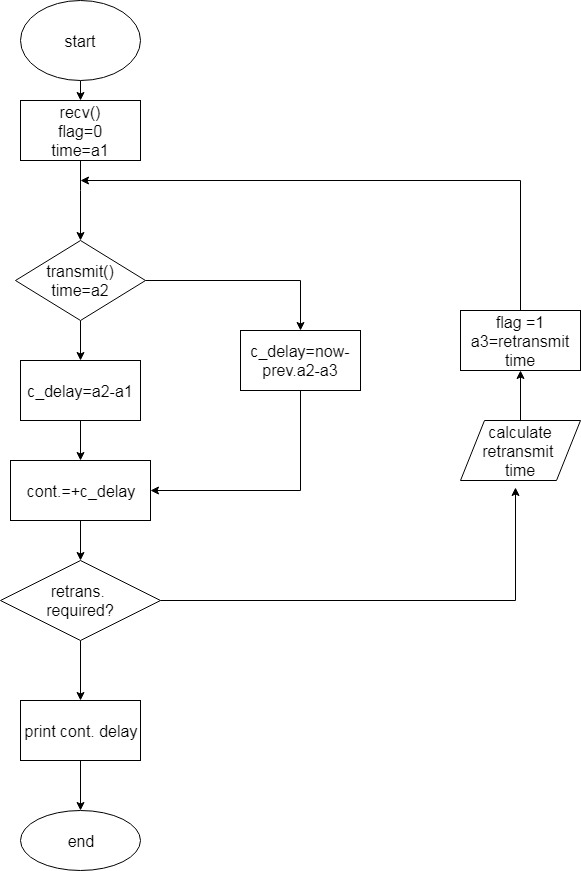 start
recv()
flag=0
time=a1
transmit()
time=a2
c_delay=now-
prev.a2-a3
flag =1
a3=retransmit
time
c_delay=a2-a1
calculate
retransmit
time
cont.=+c_delay
retrans.
required?
print cont. delay
end